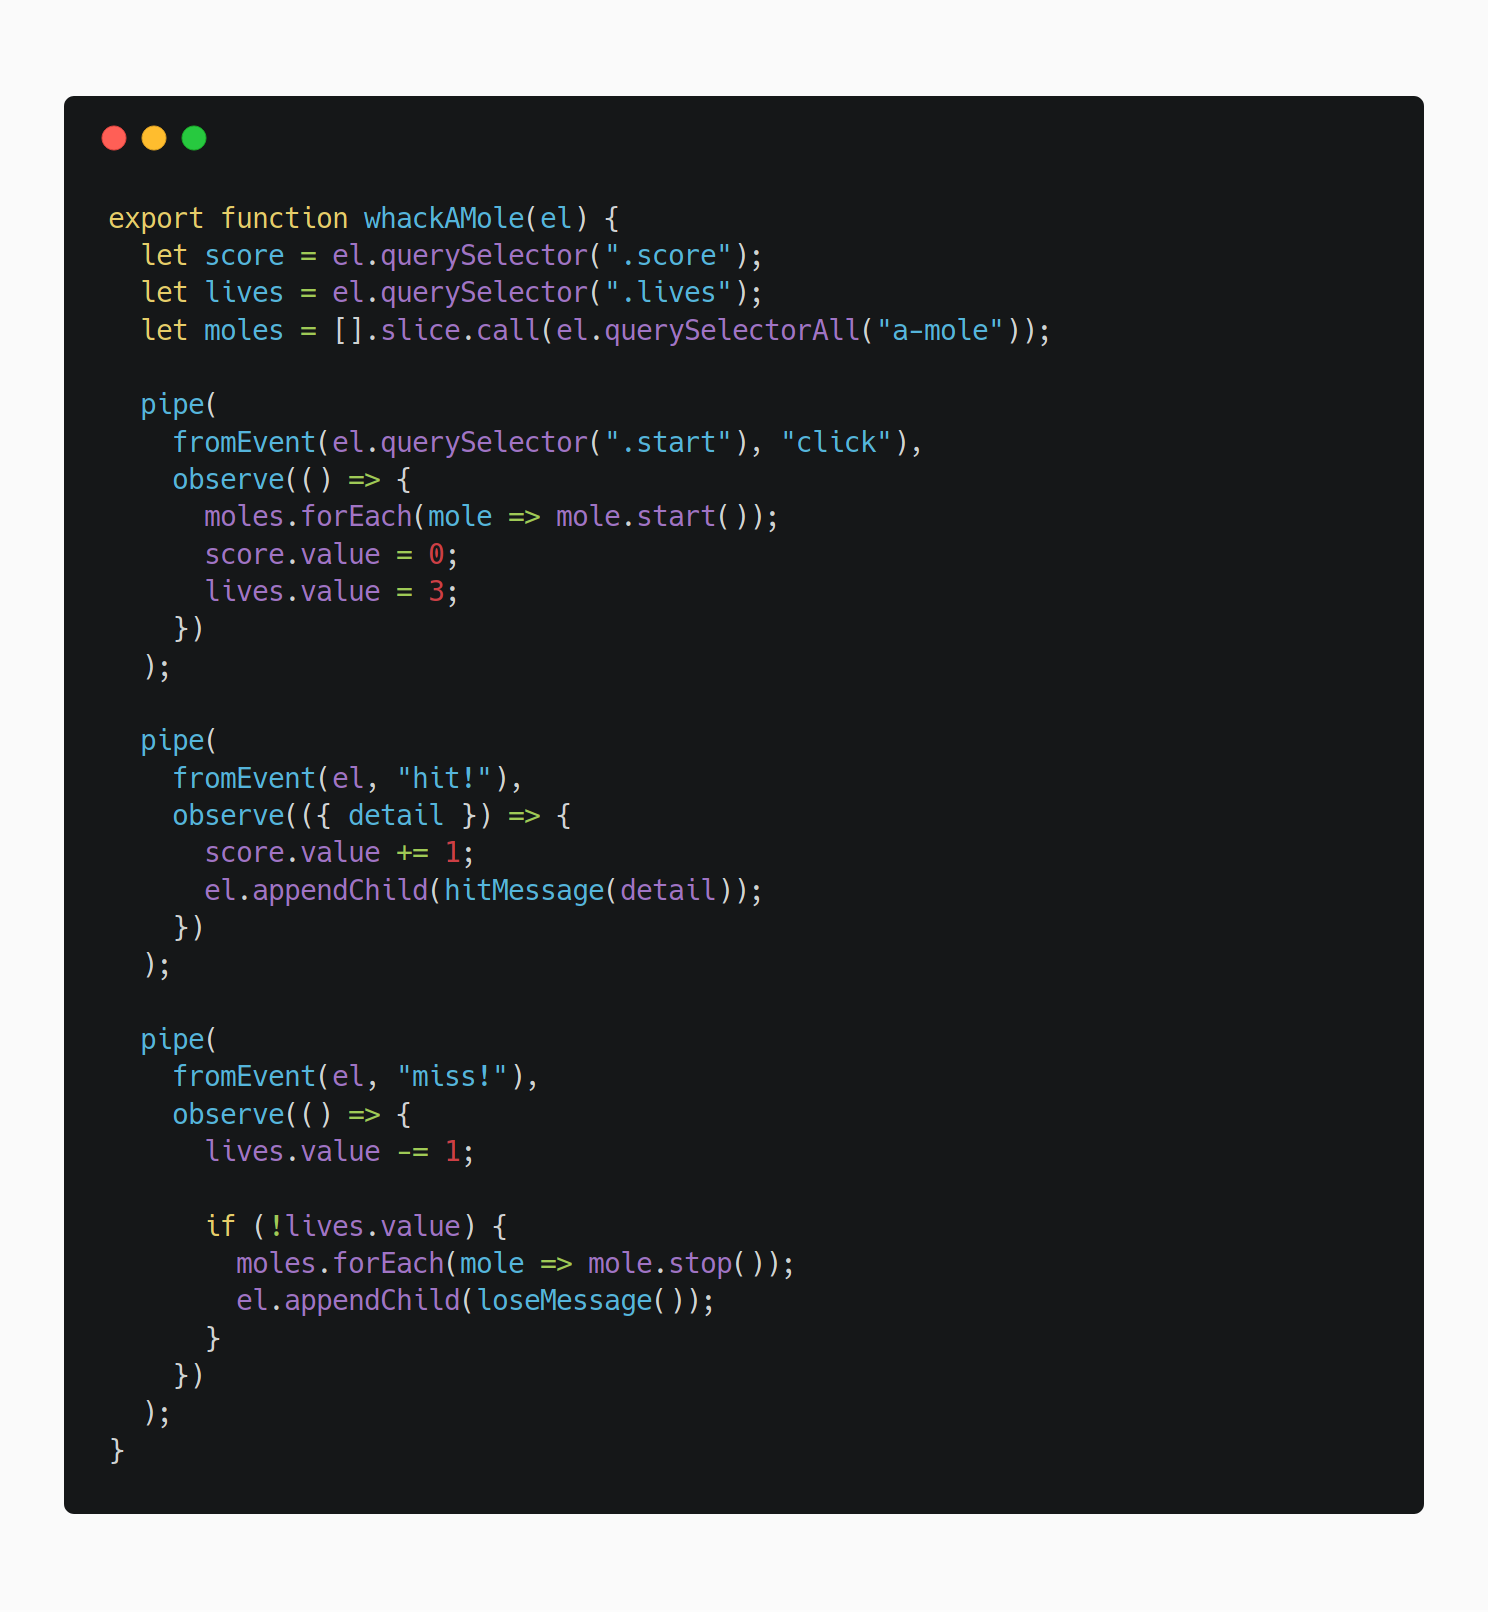 export function whackAMole(el) {
  let score = el.querySelector(".score");
  let lives = el.querySelector(".lives");
  let moles = [].slice.call(el.querySelectorAll("a-mole"));

  pipe(
    fromEvent(el.querySelector(".start"), "click"),
    observe(() => {
      moles.forEach(mole => mole.start());
      score.value = 0;
      lives.value = 3;
    })
  );

  pipe(
    fromEvent(el, "hit!"),
    observe(({ detail }) => {
      score.value += 1;
      el.appendChild(hitMessage(detail));
    })
  );

  pipe(
    fromEvent(el, "miss!"),
    observe(() => {
      lives.value -= 1;

      if (!lives.value) {
        moles.forEach(mole => mole.stop());
        el.appendChild(loseMessage());
      }
    })
  );
}